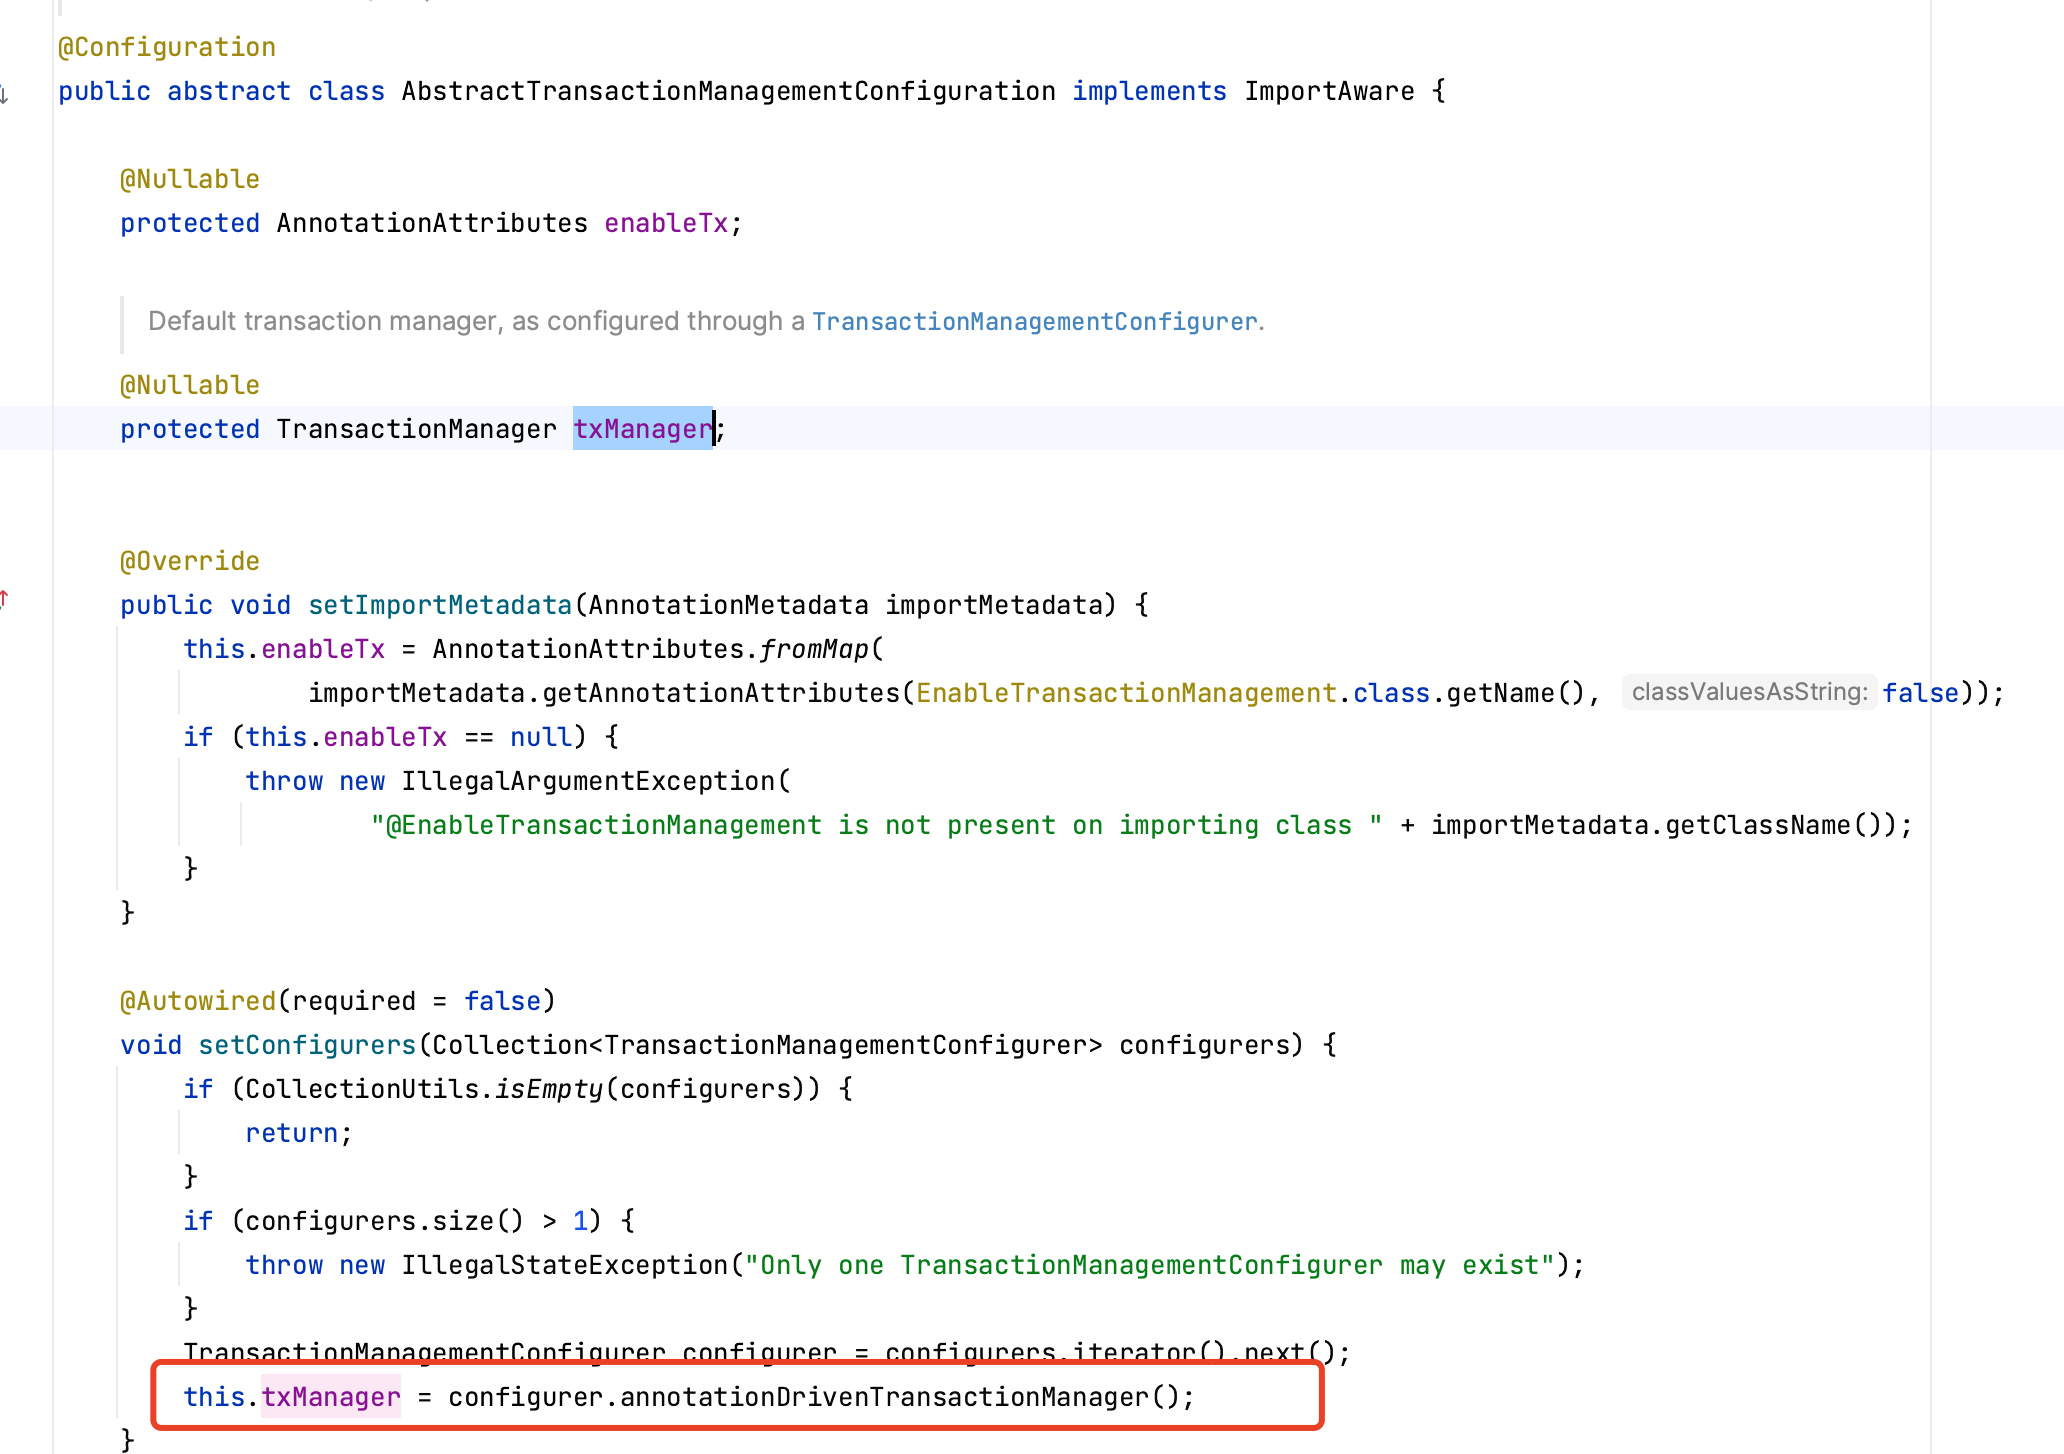 @Configuration
public abstract class AbstractTransactionManagementConfiguration implements ImportAware {
@Nullable
protected AnnotationAttributes enableTx;
Default transaction manager, as configured through a TransactionManagementConfigurer.
@Nullable
protected TransactionManager txManager;
@Override
public void setImportMetadata(AnnotationMetadata importMetadata) {
this.enableTx = AnnotationAttributes.fromMap(
importMetadata.getAnnotationAttributes(EnableTransactionManagement.class.getName(), classValuesAsString: false));
if (this.enableTx == null) {
throw new IllegalArgumentException(
"@EnableTransactionManagement is not present on importing class " + importMetadata.getClassName());
}
}
@Autowired(required = false)
void setConfigurers(Collection<TransactionManagementConfigurer> configurers) {
if (CollectionUtils.isEmpty(configurers)) {
return;
}
if (configurers.size() > 1) {
throw new IllegalStateException("Only one TransactionManagementConfigurer may exist");
}
TransactionManagementConfigurer configurer = configurers.iterator().next();
this.txManager = configurer.annotationDrivenTransactionManager();
}